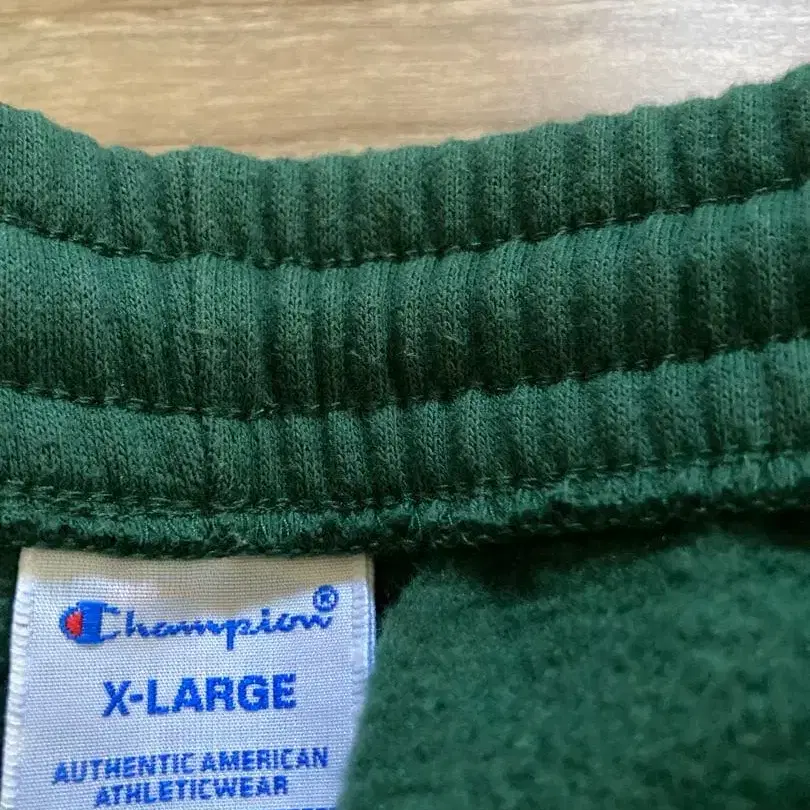 Champion®
X-LARGE
AUTHENTIC AMERICAN
ATHLETICWEAR